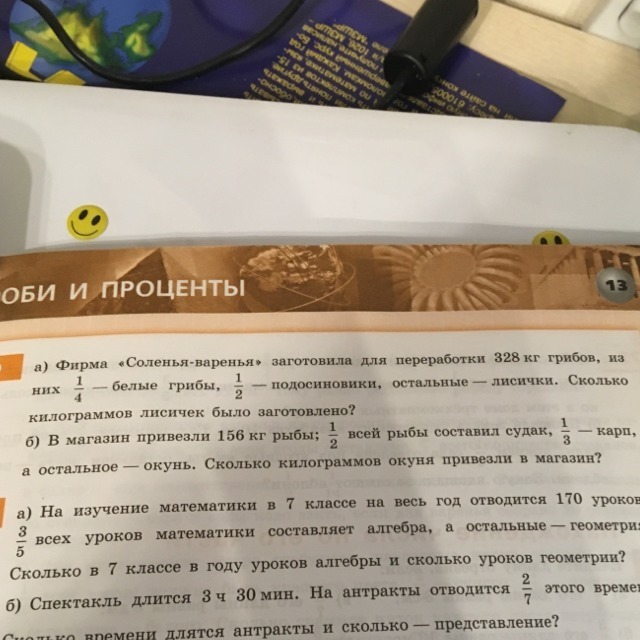 ОБИ И ПРОЦЕНТЫ
13
а) Фирма «Соленья-варенья» заготовила для переработки 328 кг грибов, из
них 1/4 — белые грибы, 1/2 — подосиновики, остальные — лисички. Сколько
килограммов лисичек было заготовлено?
б) В магазин привезли 156 кг рыбы; 1/2 всей рыбы составил судак, 1/3 — карп,
а остальное — окунь. Сколько килограммов окуня привезли в магазин?
а) На изучение математики в 7 классе на весь год отводится 170 уроков
3/5 всех уроков математики составляет алгебра, а остальные — геометрия
Сколько в 7 классе в году уроков алгебры и сколько уроков геометрии?
б) Спектакль длится 3 ч 30 мин. На антракты отводится 2/7 этого времен
Сколько времени длятся антракты и сколько — представление?